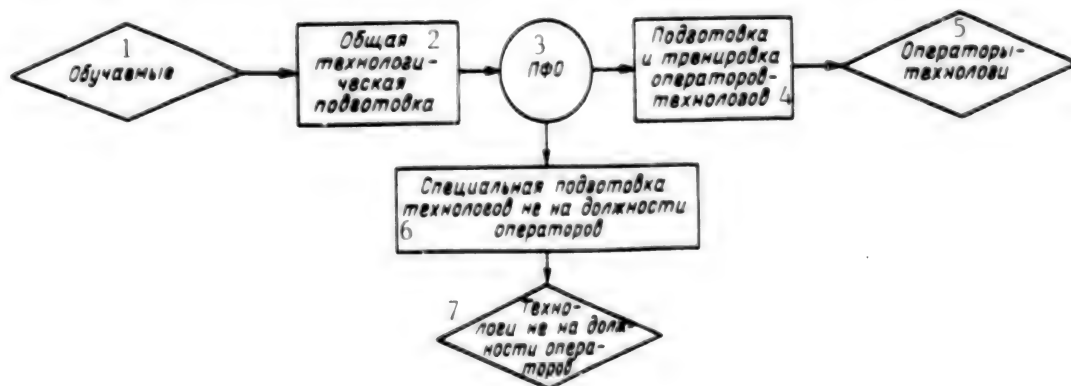 1
Обучаемые
Общая 2
технологи-
ческая
подготовка
3
ПФО
Подготовка
и тренировка
операторов-
технологов 4
5
Операторы-
технологи
Специальная подготовка
технологов не на должности
6 операторов
7 Техно-
логи не на долж-
ности опера-
торов